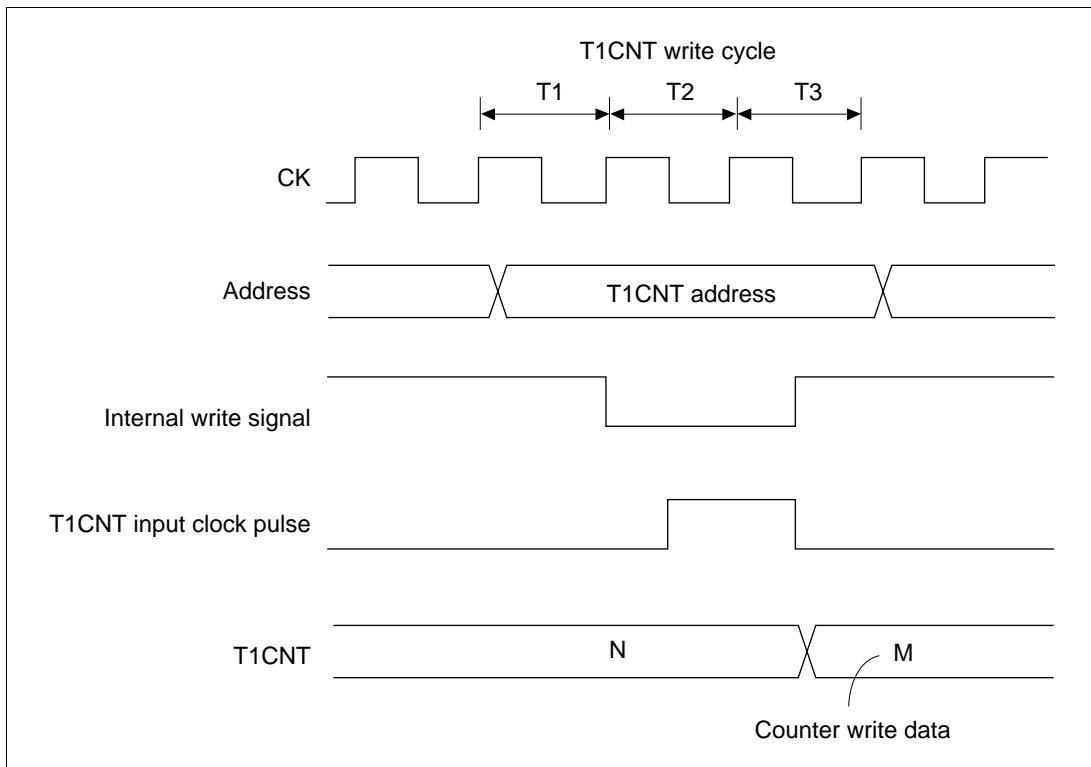 T1CNT write cycle
T1 T2 T3
CK
Address
T1CNT address
Internal write signal
T1CNT input clock pulse
T1CNT
N
M
Counter write data